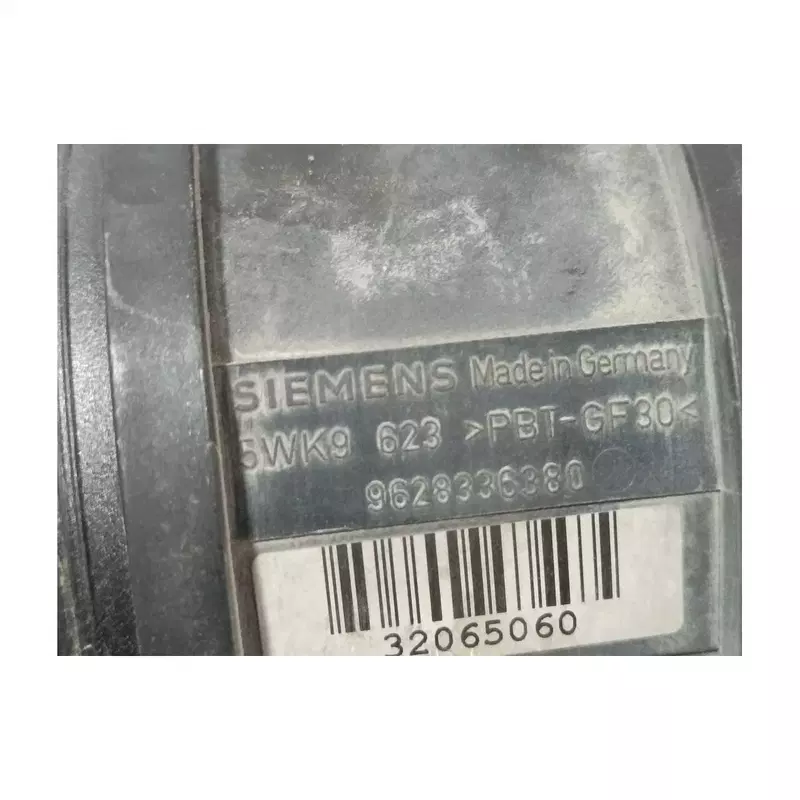 SIEMENS Made in Germany
5WK9 623 >PBT-GF30<
9628336380
32065060